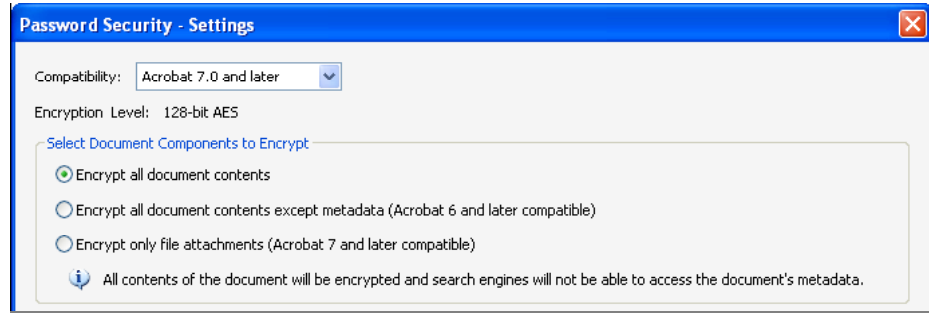 Password Security - Settings
Compatibility: Acrobat 7.0 and later
Encryption Level: 128-bit AES
Select Document Components to Encrypt
Encrypt all document contents
Encrypt all document contents except metadata (Acrobat 6 and later compatible)
Encrypt only file attachments (Acrobat 7 and later compatible)
All contents of the document will be encrypted and search engines will not be able to access the document's metadata.